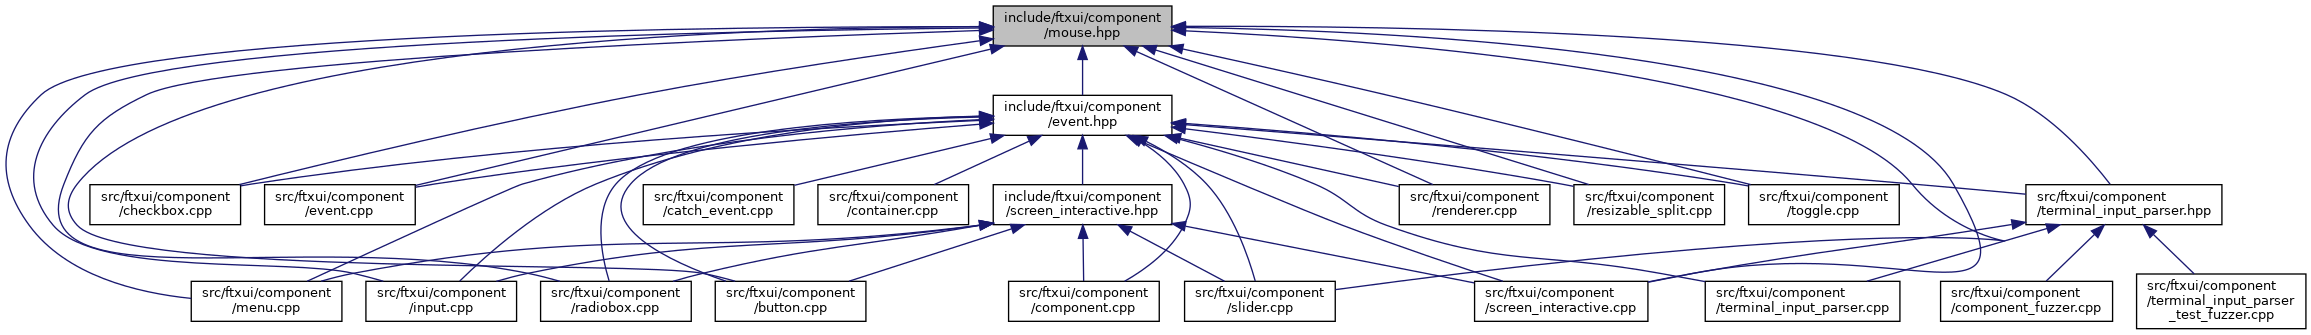 include/ftxui/component
/mouse.hpp
include/ftxui/component
/event.hpp
src/ftxui/component
/checkbox.cpp
src/ftxui/component
/event.cpp
src/ftxui/component
/catch_event.cpp
src/ftxui/component
/container.cpp
include/ftxui/component
/screen_interactive.hpp
src/ftxui/component
/renderer.cpp
src/ftxui/component
/resizable_split.cpp
src/ftxui/component
/toggle.cpp
src/ftxui/component
/terminal_input_parser.hpp
src/ftxui/component
/menu.cpp
src/ftxui/component
/input.cpp
src/ftxui/component
/radiobox.cpp
src/ftxui/component
/button.cpp
src/ftxui/component
/component.cpp
src/ftxui/component
/slider.cpp
src/ftxui/component
/screen_interactive.cpp
src/ftxui/component
/terminal_input_parser.cpp
src/ftxui/component
/component_fuzzer.cpp
src/ftxui/component
/terminal_input_parser
_test_fuzzer.cpp